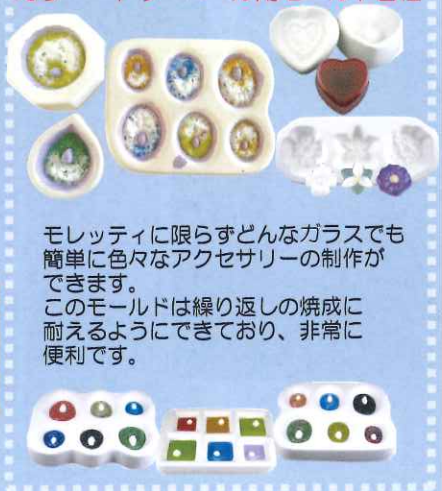 モレッティに限らずどんなガラスでも
簡単に色々なアクセサリーの制作が
できます。
このモールドは繰り返しの焼成に
耐えるようにできており、非常に
便利です。